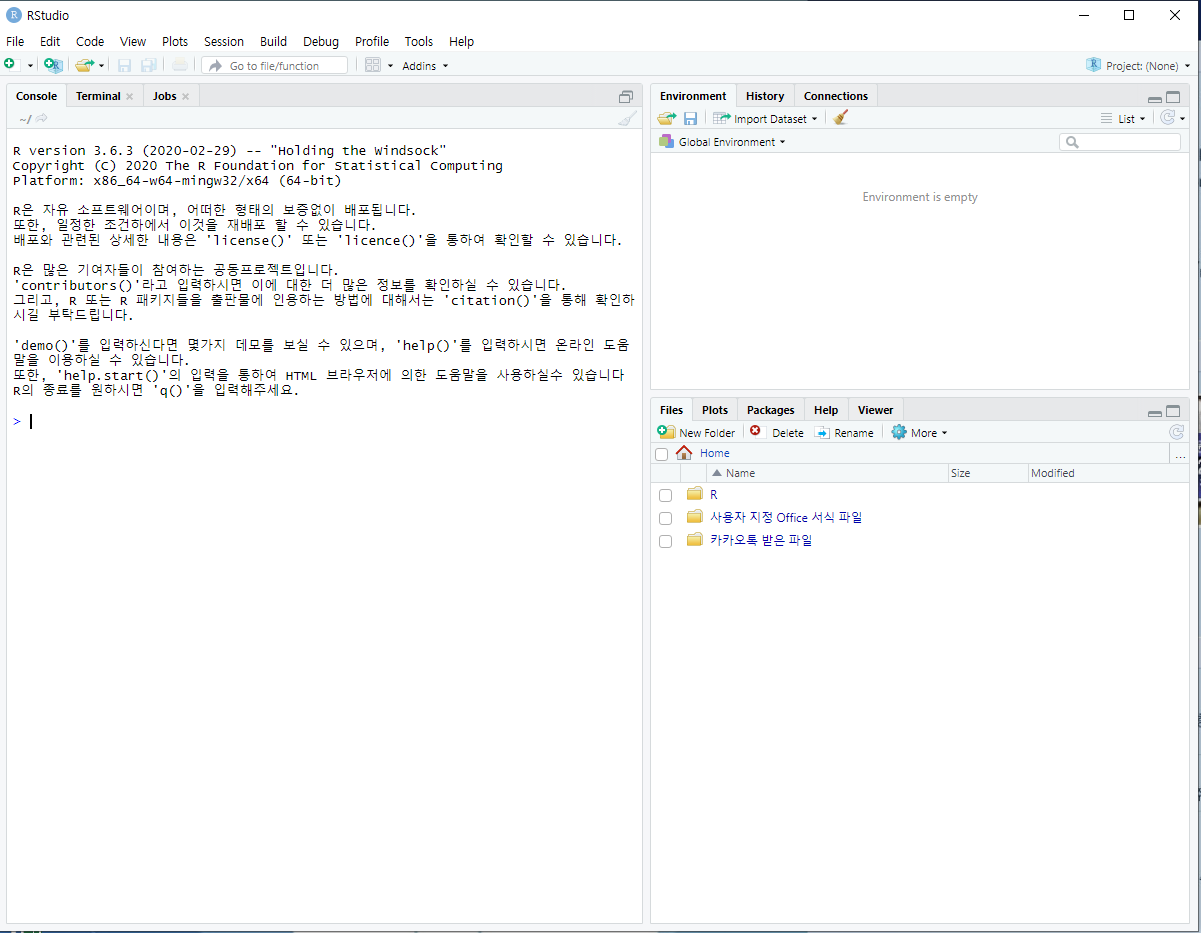 RStudio
File Edit Code View Plots Session Build Debug Profile Tools Help
Go to file/function Addins Project: (None)
Console Terminal Jobs
~/
R version 3.6.3 (2020-02-29) -- "Holding the Windsock"
Copyright (C) 2020 The R Foundation for Statistical Computing
Platform: x86_64-w64-mingw32/x64 (64-bit)
R은 자유 소프트웨어이며, 어떠한 형태의 보증없이 배포됩니다.
또한, 일정한 조건하에서 이것을 재배포 할 수 있습니다.
배포와 관련된 상세한 내용은 'license()' 또는 'licence()'을 통하여 확인할 수 있습니다.
R은 많은 기여자들이 참여하는 공동프로젝트입니다.
'contributors()'라고 입력하시면 이에 대한 더 많은 정보를 확인하실 수 있습니다.
그리고, R 또는 R 패키지들을 출판물에 인용하는 방법에 대해서는 'citation()'을 통해 확인하
시길 부탁드립니다.
'demo()'를 입력하신다면 몇가지 데모를 보실 수 있으며, 'help()'를 입력하시면 온라인 도움
말을 이용하실 수 있습니다.
또한, 'help.start()'의 입력을 통하여 HTML 브라우저에 의한 도움말을 사용하실수 있습니다
R의 종료를 원하시면 'q()'을 입력해주세요.
>
Environment History Connections
Import Dataset List
Global Environment
Environment is empty
Files Plots Packages Help Viewer
New Folder Delete Rename More
Home ...
Name Size Modified
R
사용자 지정 Office 서식 파일
카카오톡 받은 파일